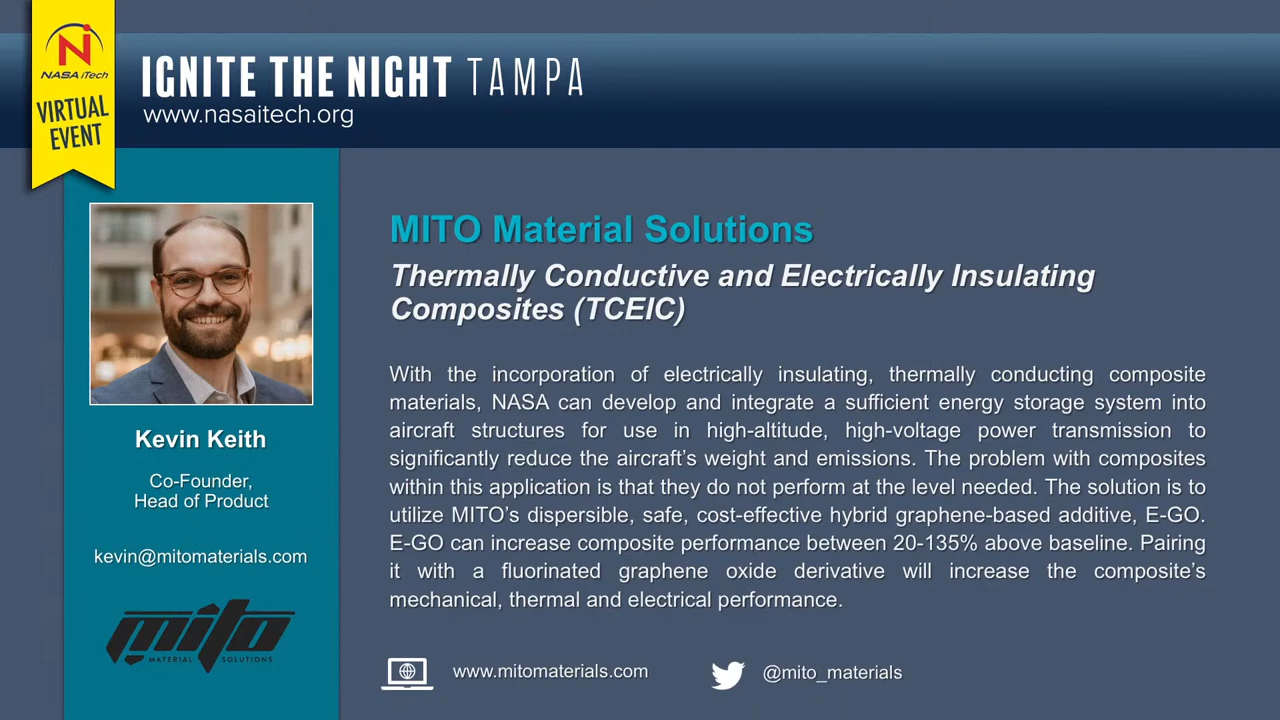 NASA iTech
VIRTUAL
EVENT
IGNITE THE NIGHT TAMPA
www.nasaitech.org
Kevin Keith
Co-Founder,
Head of Product
kevin@mitomaterials.com
mito
MATERIAL SOLUTIONS
MITO Material Solutions
Thermally Conductive and Electrically Insulating
Composites (TCEIC)
With the incorporation of electrically insulating, thermally conducting composite
materials, NASA can develop and integrate a sufficient energy storage system into
aircraft structures for use in high-altitude, high-voltage power transmission to
significantly reduce the aircraft's weight and emissions. The problem with composites
within this application is that they do not perform at the level needed. The solution is to
utilize MITO's dispersible, safe, cost-effective hybrid graphene-based additive, E-GO.
E-GO can increase composite performance between 20-135% above baseline. Pairing
it with a fluorinated graphene oxide derivative will increase the composite's
mechanical, thermal and electrical performance.
www.mitomaterials.com
@mito_materials